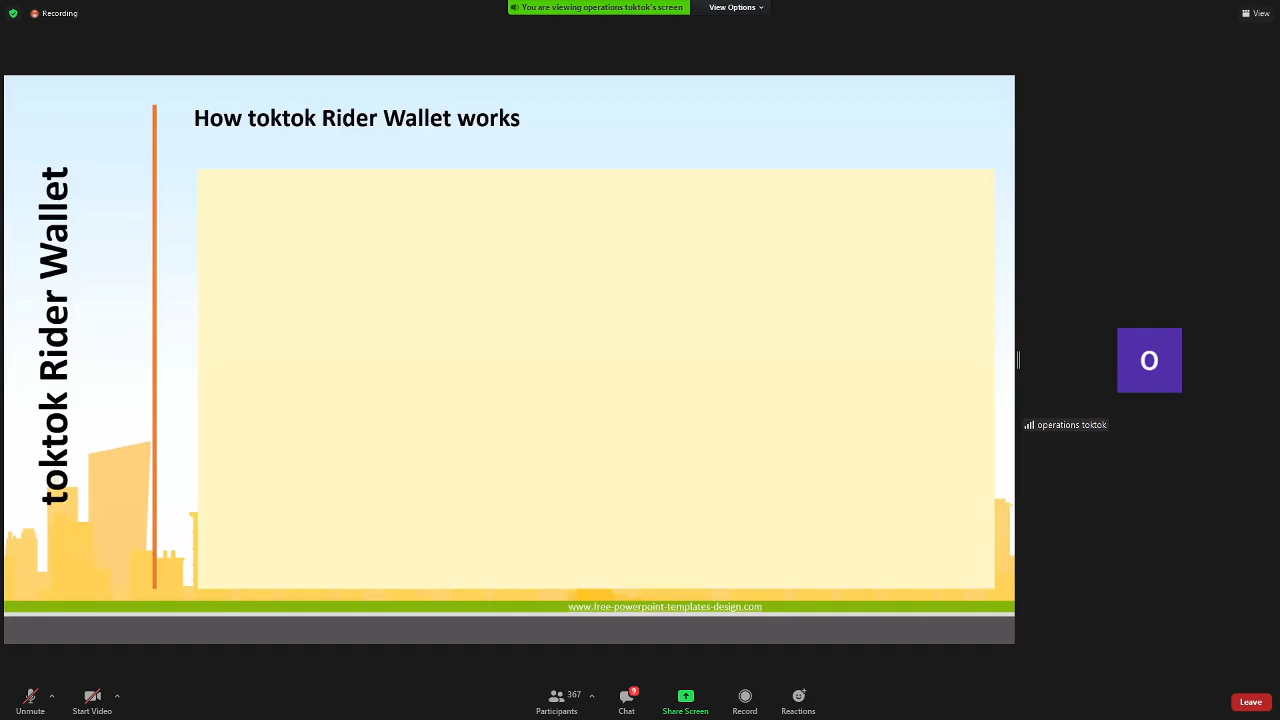 Recording
You are viewing operations toktok's screen
View Options
View
How toktok Rider Wallet works
toktok Rider Wallet
O
operations toktok
www.free-powerpoint-templates-design.com
Unmute
Start Video
367
Participants
9
Chat
Share Screen
Record
Reactions
Leave